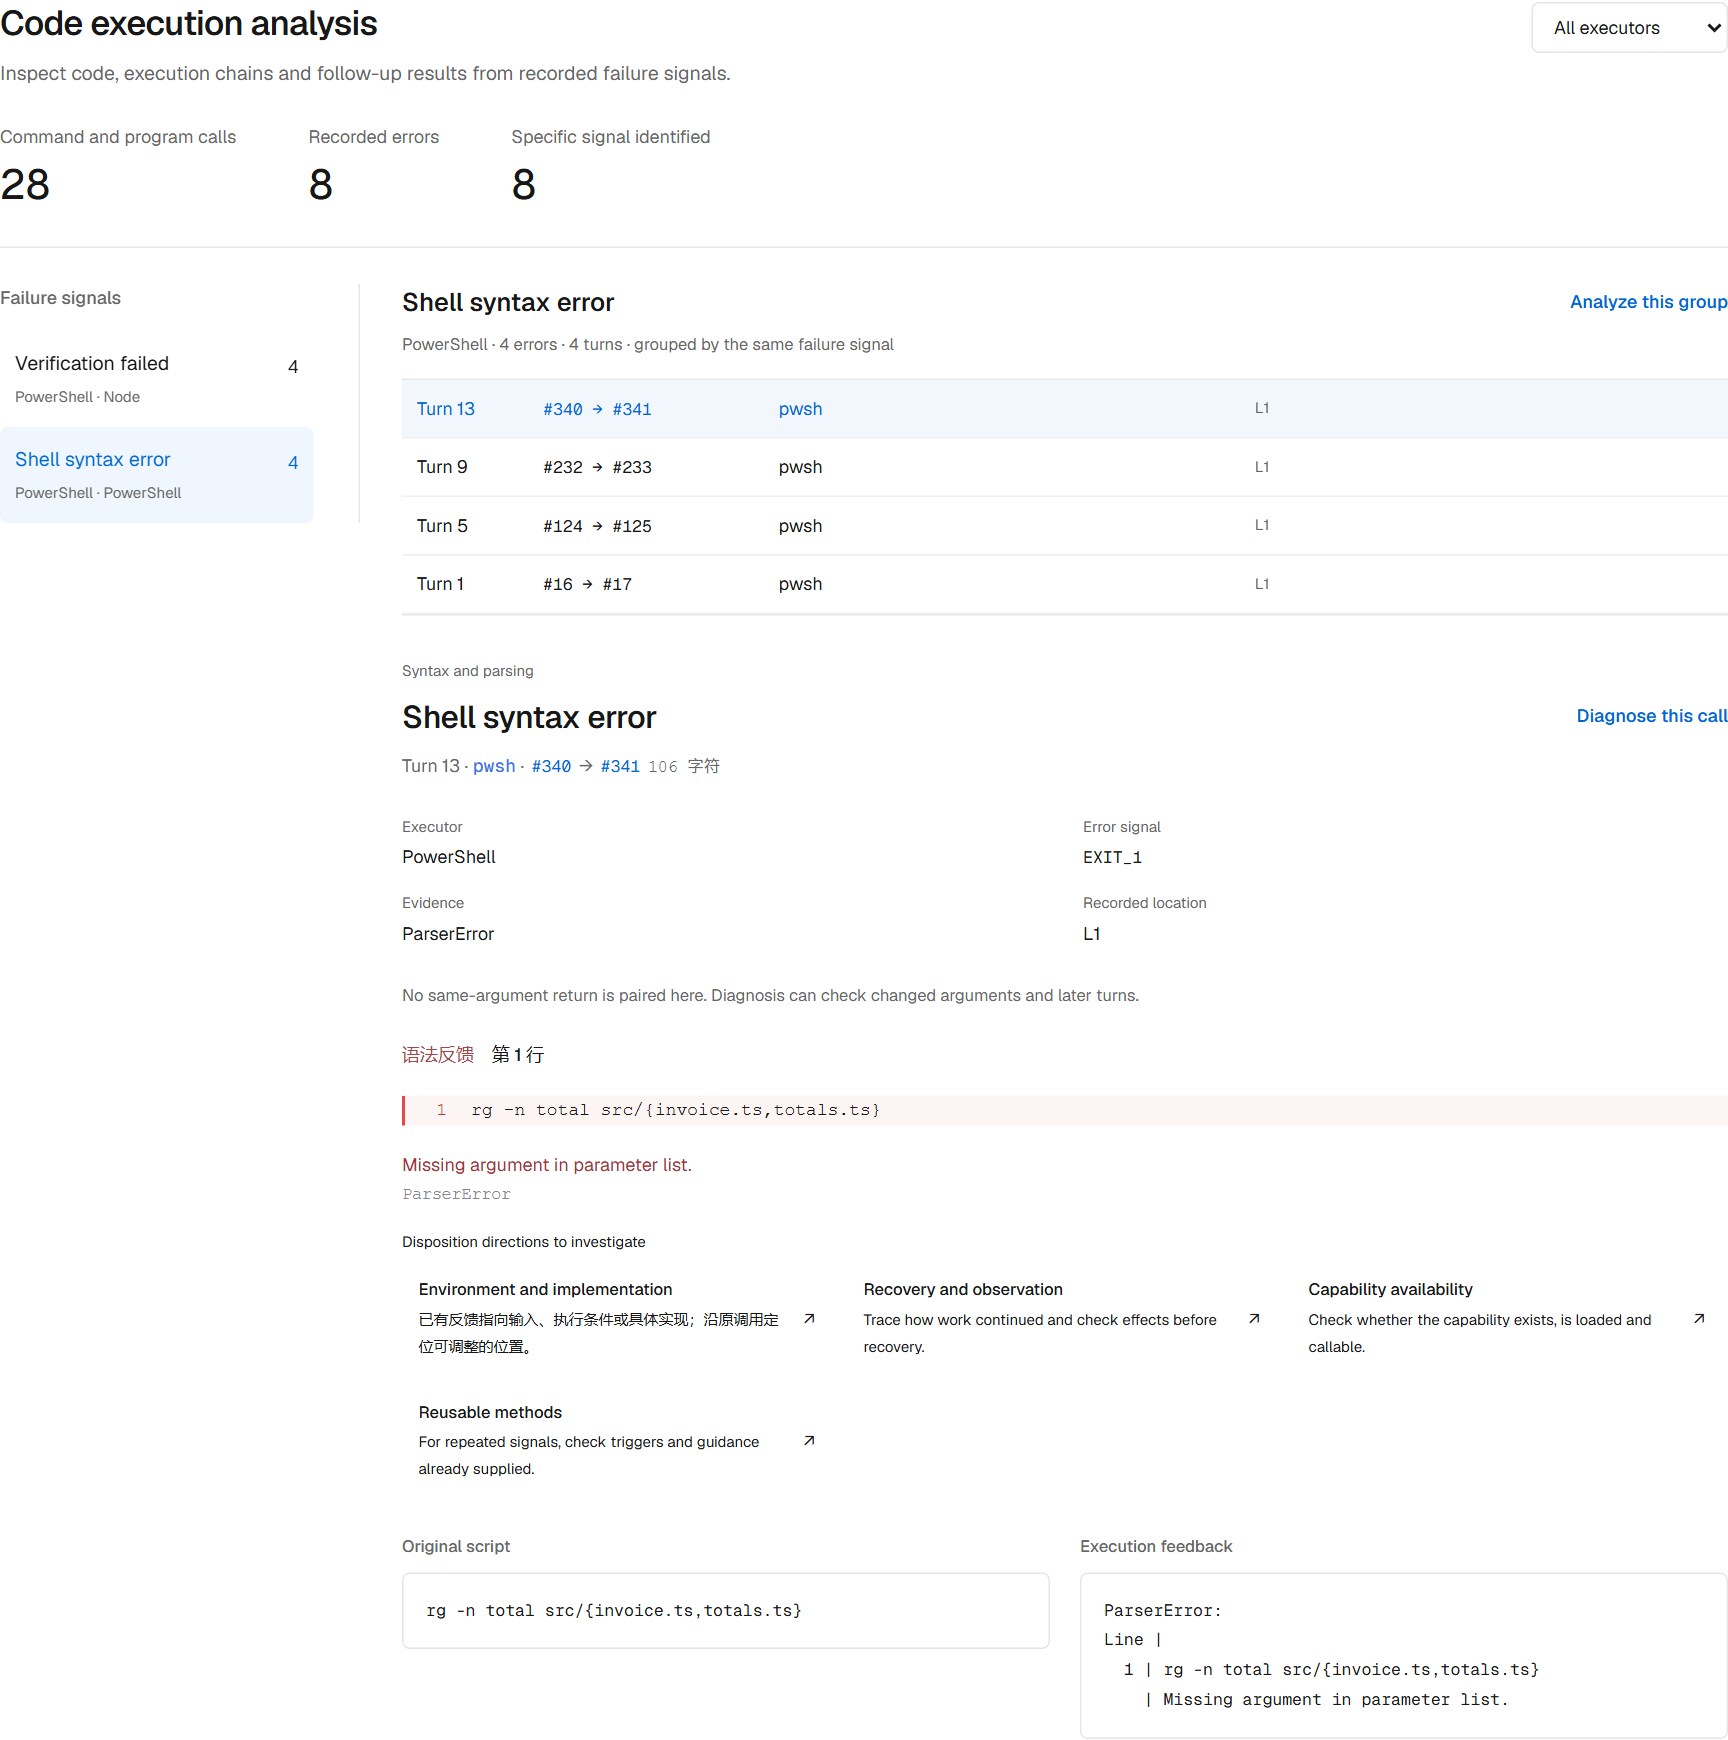 Code execution analysis
All executors
Inspect code, execution chains and follow-up results from recorded failure signals.
Command and program calls
Recorded errors
Specific signal identified
28
8
8
Failure signals
Verification failed
4
PowerShell · Node
Shell syntax error
4
PowerShell · PowerShell
Shell syntax error
Analyze this group
PowerShell · 4 errors · 4 turns · grouped by the same failure signal
Turn 13 #340 → #341 pwsh L1
Turn 9 #232 → #233 pwsh L1
Turn 5 #124 → #125 pwsh L1
Turn 1 #16 → #17 pwsh L1
Syntax and parsing
Shell syntax error
Diagnose this call
Turn 13 · pwsh · #340 → #341 106 字符
Executor
PowerShell
Error signal
EXIT_1
Evidence
ParserError
Recorded location
L1
No same-argument return is paired here. Diagnosis can check changed arguments and later turns.
语法反馈 第 1 行
1 rg -n total src/{invoice.ts,totals.ts}
Missing argument in parameter list.
ParserError
Disposition directions to investigate
Environment and implementation
已有反馈指向输入、执行条件或具体实现；沿原调用定
位可调整的位置。
Recovery and observation
Trace how work continued and check effects before
recovery.
Capability availability
Check whether the capability exists, is loaded and
callable.
Reusable methods
For repeated signals, check triggers and guidance
already supplied.
Original script
rg -n total src/{invoice.ts,totals.ts}
Execution feedback
ParserError:
Line |
1 | rg -n total src/{invoice.ts,totals.ts}
| Missing argument in parameter list.